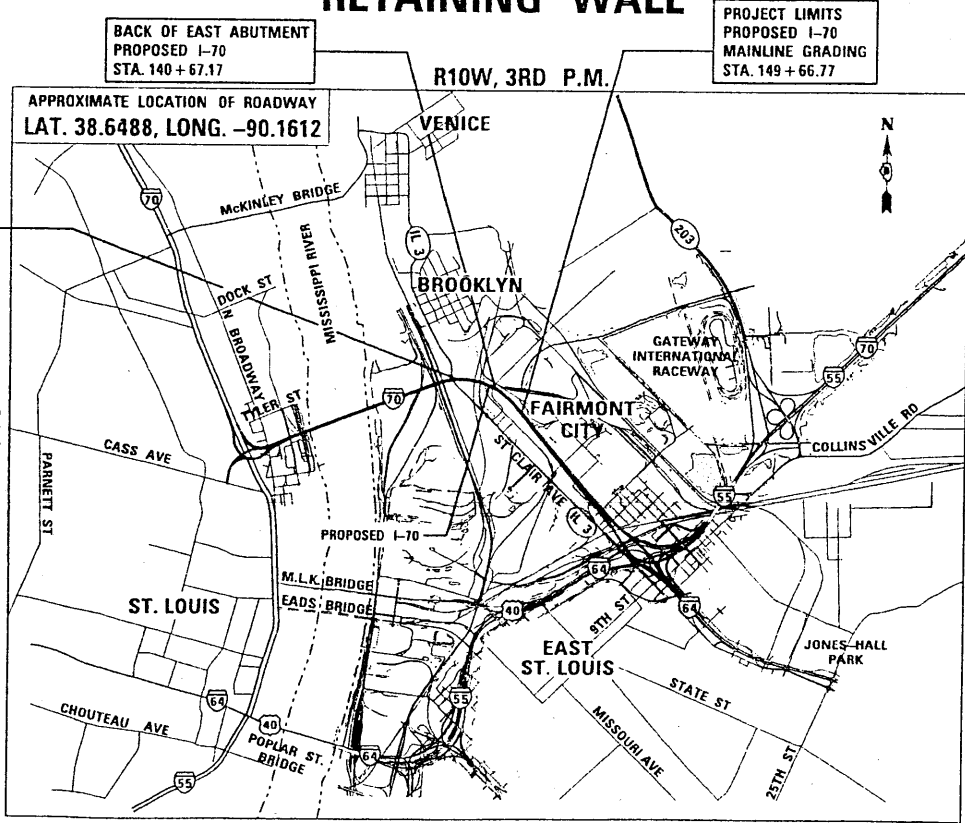 RETAINING WALL
BACK OF EAST ABUTMENT
PROPOSED I-70
STA. 140+67.17
PROJECT LIMITS
PROPOSED I-70
MAINLINE GRADING
STA. 149+66.77
R10W, 3RD P.M.
APPROXIMATE LOCATION OF ROADWAY
LAT. 38.6488, LONG. -90.1612
VENICE
N
70
McKINLEY BRIDGE
MISSISSIPPI RIVER
IL 3
203
DOCK ST
N BROADWAY
BROOKLYN
GATEWAY
INTERNATIONAL
RACEWAY
70
55
TYLER ST
70
FAIRMONT
CITY
COLLINSVILLE RD
CASS AVE
PARNETT ST
ST CLAIR AVE
55
IL 3
PROPOSED I-70
M.L.K. BRIDGE
64
EADS BRIDGE
40
ST. LOUIS
9TH ST
64
EAST
ST. LOUIS
JONES-HALL
PARK
64
55
STATE ST
CHOUTEAU AVE
40
POPLAR ST.
BRIDGE
64
MISSOURI AVE
55
25TH ST